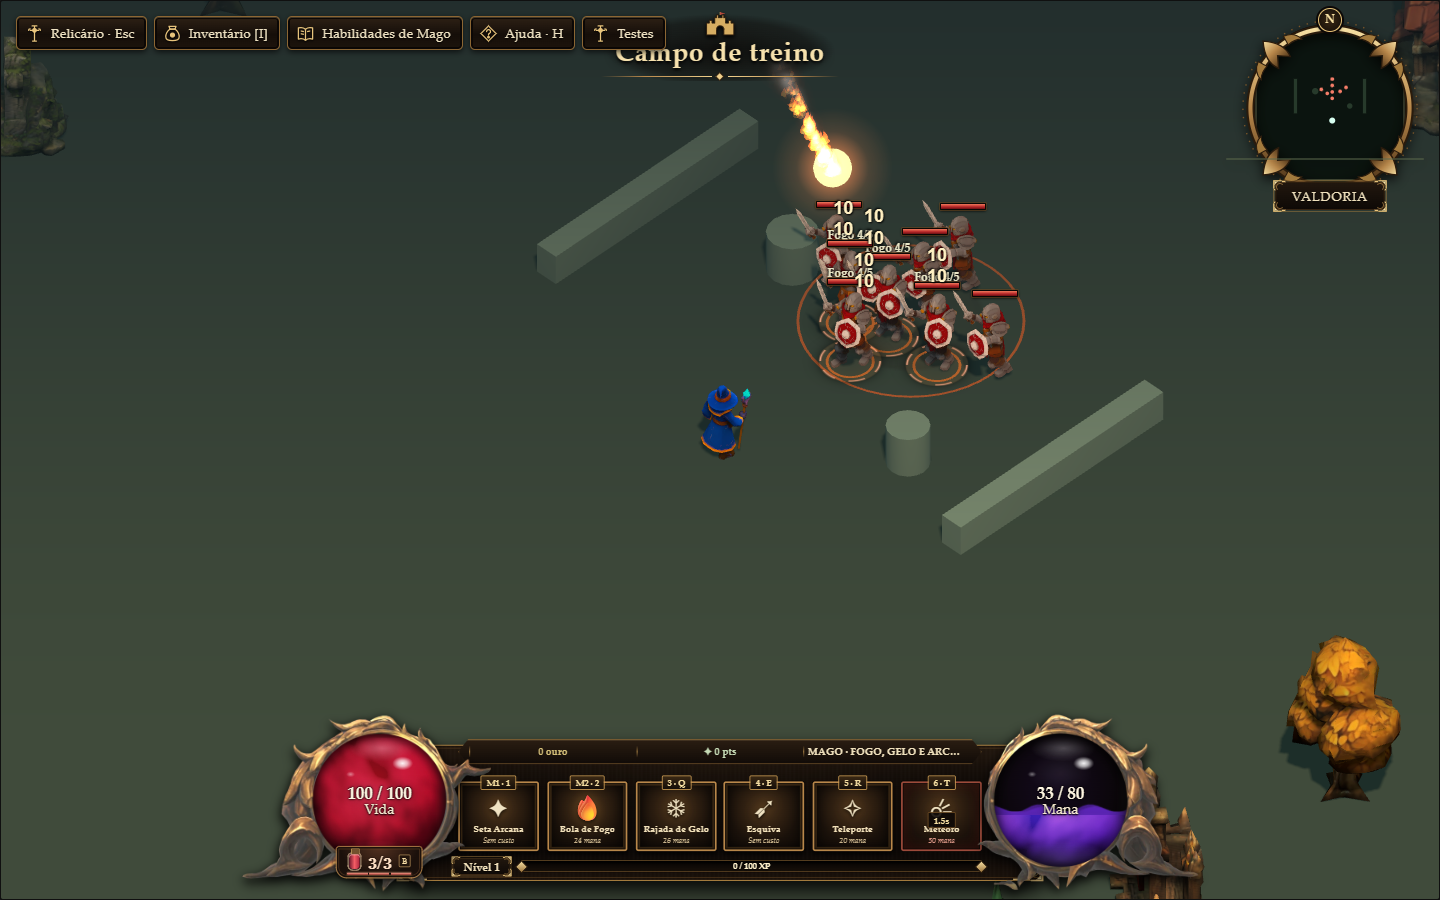 Relicário · Esc
Inventário [I]
Habilidades de Mago
Ajuda · H
Testes
Campo de treino
N
VALDORIA
10
10
10
10
Fogo 4/5
10
10
Fogo 4/5
10
10
100 / 100
Vida
3/3
B
0 ouro
0 pts
MAGO · FOGO, GELO E ARC...
M1 · 1
Seta Arcana
Sem custo
M2 · 2
Bola de Fogo
24 mana
3 · Q
Rajada de Gelo
26 mana
4 · E
Esquiva
Sem custo
5 · R
Teleporte
20 mana
6 · T
1.5s
Meteoro
50 mana
33 / 80
Mana
Nível 1
0 / 100 XP